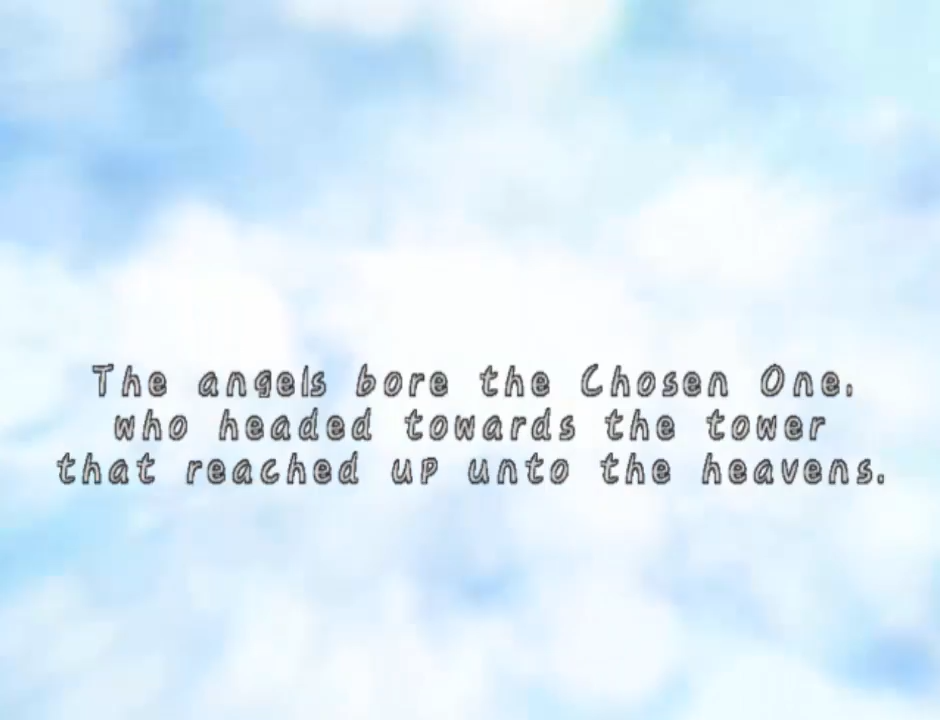 The angels bore the Chosen One,
who headed towards the tower
that reached up unto the heavens.